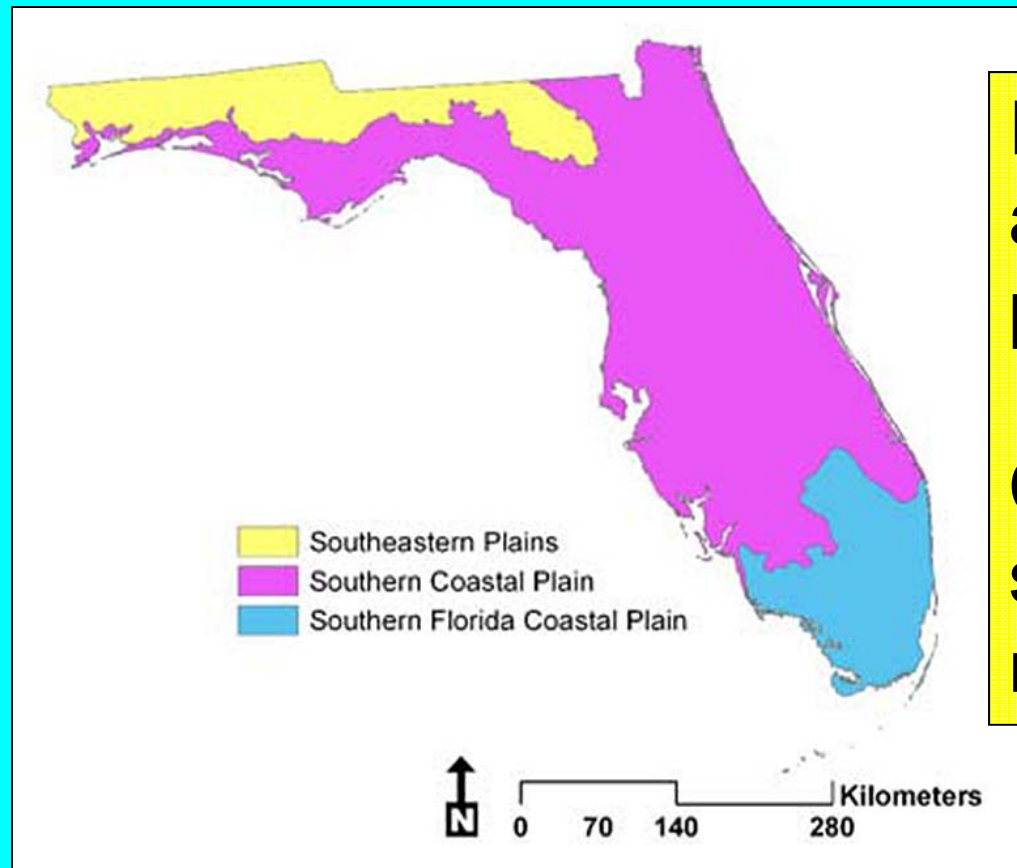 Southeastern Plains
Southern Coastal Plain
Southern Florida Coastal Plain
N
Kilometers
0 70 140 280